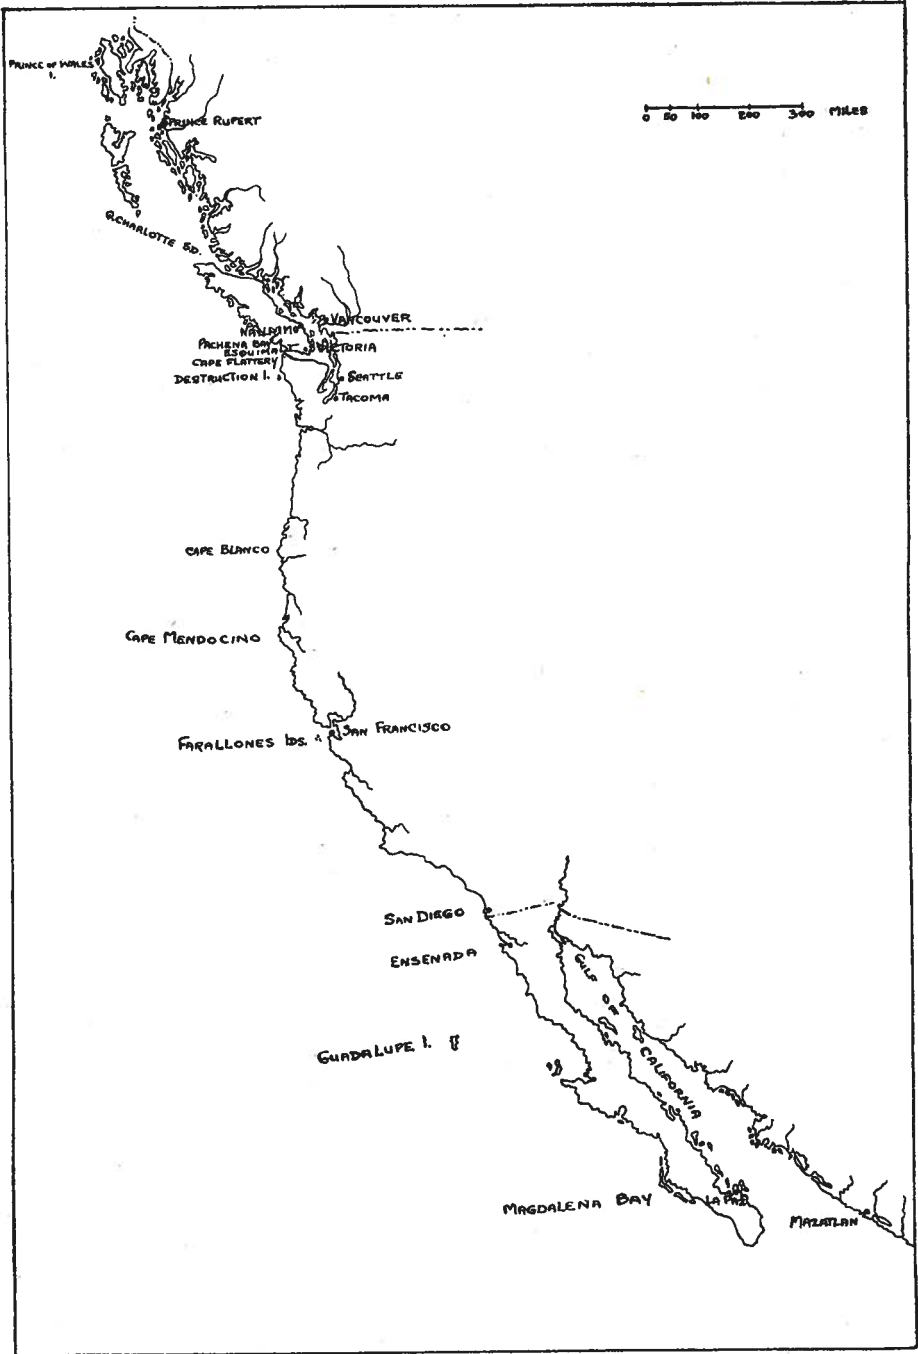 PRINCE OF WALES
I.
PRINCE RUPERT
0 50 100 200 300 MILES
Q. CHARLOTTE SD.
VANCOUVER
NANAIMO
PACHENA BAY
VICTORIA
ESQUIMALT
CAPE FLATTERY
DESTRUCTION I.
SEATTLE
TACOMA
CAPE BLANCO
CAPE MENDOCINO
SAN FRANCISCO
FARALLONES IDS.
SAN DIEGO
ENSENADA
GULF OF CALIFORNIA
GUADALUPE I.
MAGDALENA BAY
LA PAZ
MAZATLAN